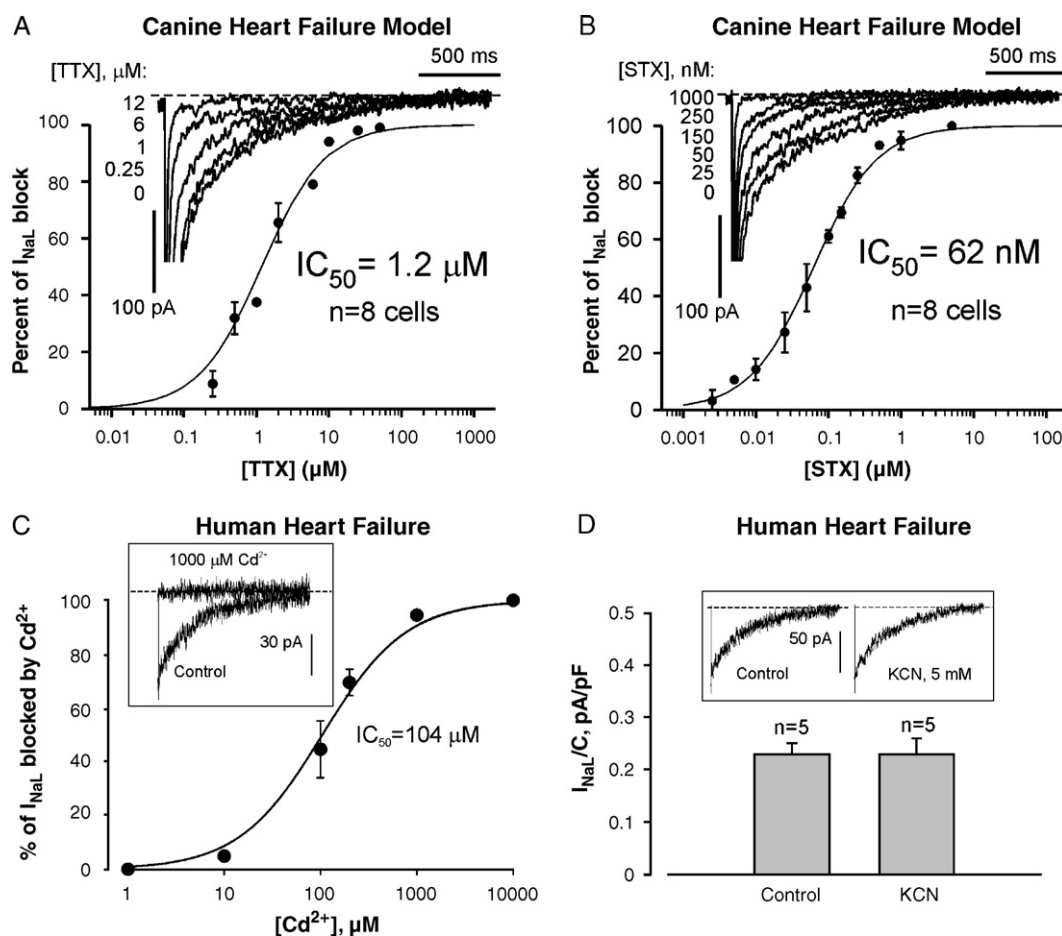 A
Canine Heart Failure Model
500 ms
[TTX], µM:
12
6
1
0.25
0
100 pA
Percent of I_NaL block
100
80
60
40
20
0
IC50= 1.2 µM
n=8 cells
0.01 0.1 1 10 100 1000
[TTX] (µM)
B
Canine Heart Failure Model
500 ms
[STX], nM:
1000
250
150
50
25
0
100 pA
Percent of I_NaL block
100
80
60
40
20
0
IC50= 62 nM
n=8 cells
0.001 0.01 0.1 1 10 100
[STX] (µM)
C
Human Heart Failure
1000 µM Cd2+
30 pA
Control
% of I_NaL blocked by Cd2+
100
80
60
40
20
0
IC50=104 µM
1 10 100 1000 10000
[Cd2+], µM
D
Human Heart Failure
Control
50 pA
KCN, 5 mM
I_NaL/C, pA/pF
0.5
0.4
0.3
0.2
0.1
0
n=5
n=5
Control
KCN